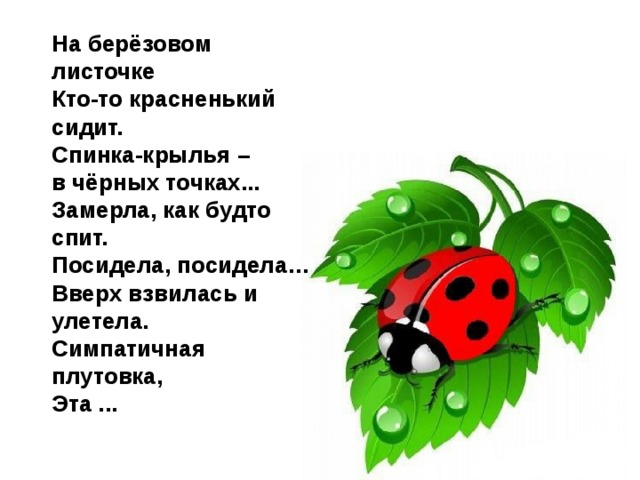 На берёзовом
листочке
Кто-то красненький
сидит.
Спинка-крылья –
в чёрных точках...
Замерла, как будто
спит.
Посидела, посидела…
Вверх взвилась и
улетела.
Симпатичная
плутовка,
Эта ...